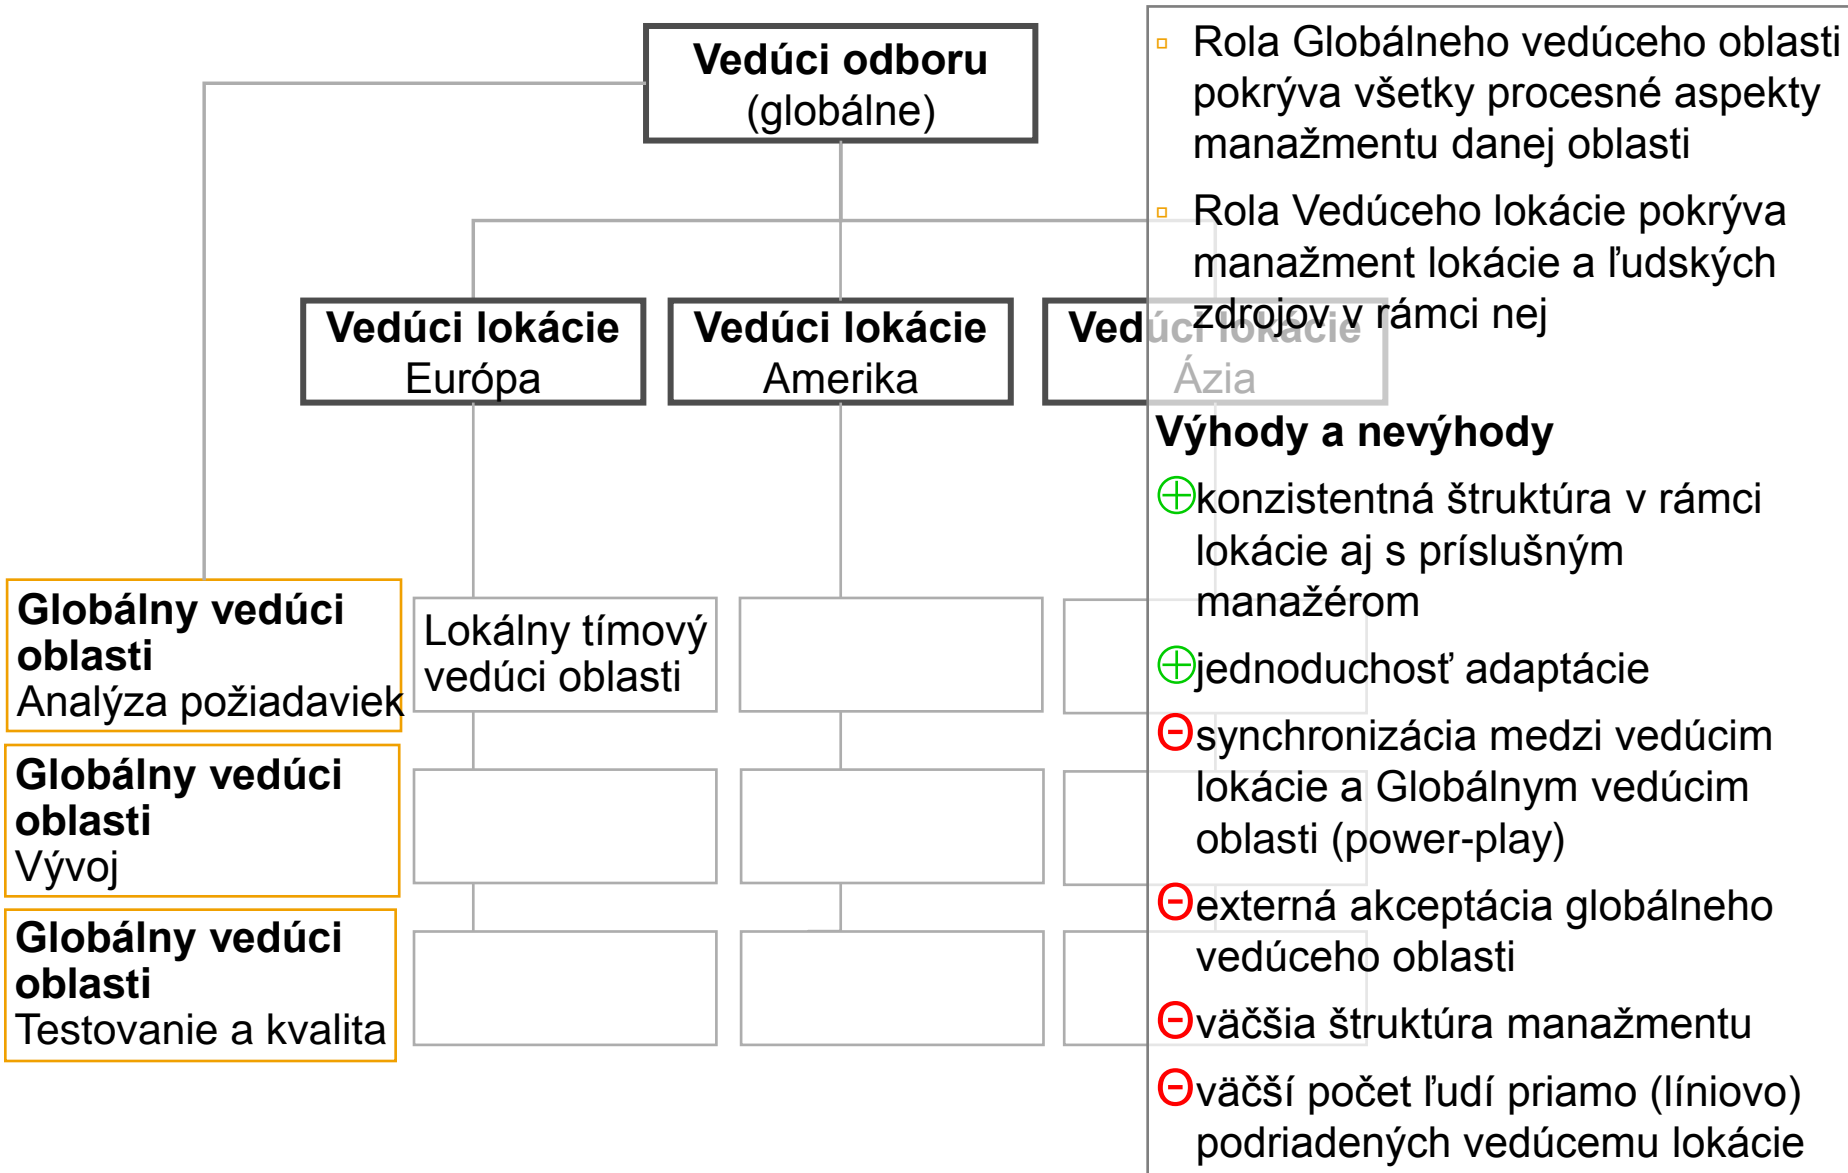 Vedúci odboru
(globálne)
Vedúci lokácie
Európa
Vedúci lokácie
Amerika
Vedúci lokácie
Ázia
Globálny vedúci
oblasti
Analýza požiadaviek
Lokálny tímový
vedúci oblasti
Globálny vedúci
oblasti
Vývoj
Globálny vedúci
oblasti
Testovanie a kvalita
Rola Globálneho vedúceho oblasti
pokrýva všetky procesné aspekty
manažmentu danej oblasti
Rola Vedúceho lokácie pokrýva
manažment lokácie a ľudských
zdrojov v rámci nej
Výhody a nevýhody
konzistentná štruktúra v rámci
lokácie aj s príslušným
manažérom
jednoduchosť adaptácie
synchronizácia medzi vedúcim
lokácie a Globálnym vedúcim
oblasti (power-play)
externá akceptácia globálneho
vedúceho oblasti
väčšia štruktúra manažmentu
väčší počet ľudí priamo (líniovo)
podriadených vedúcemu lokácie